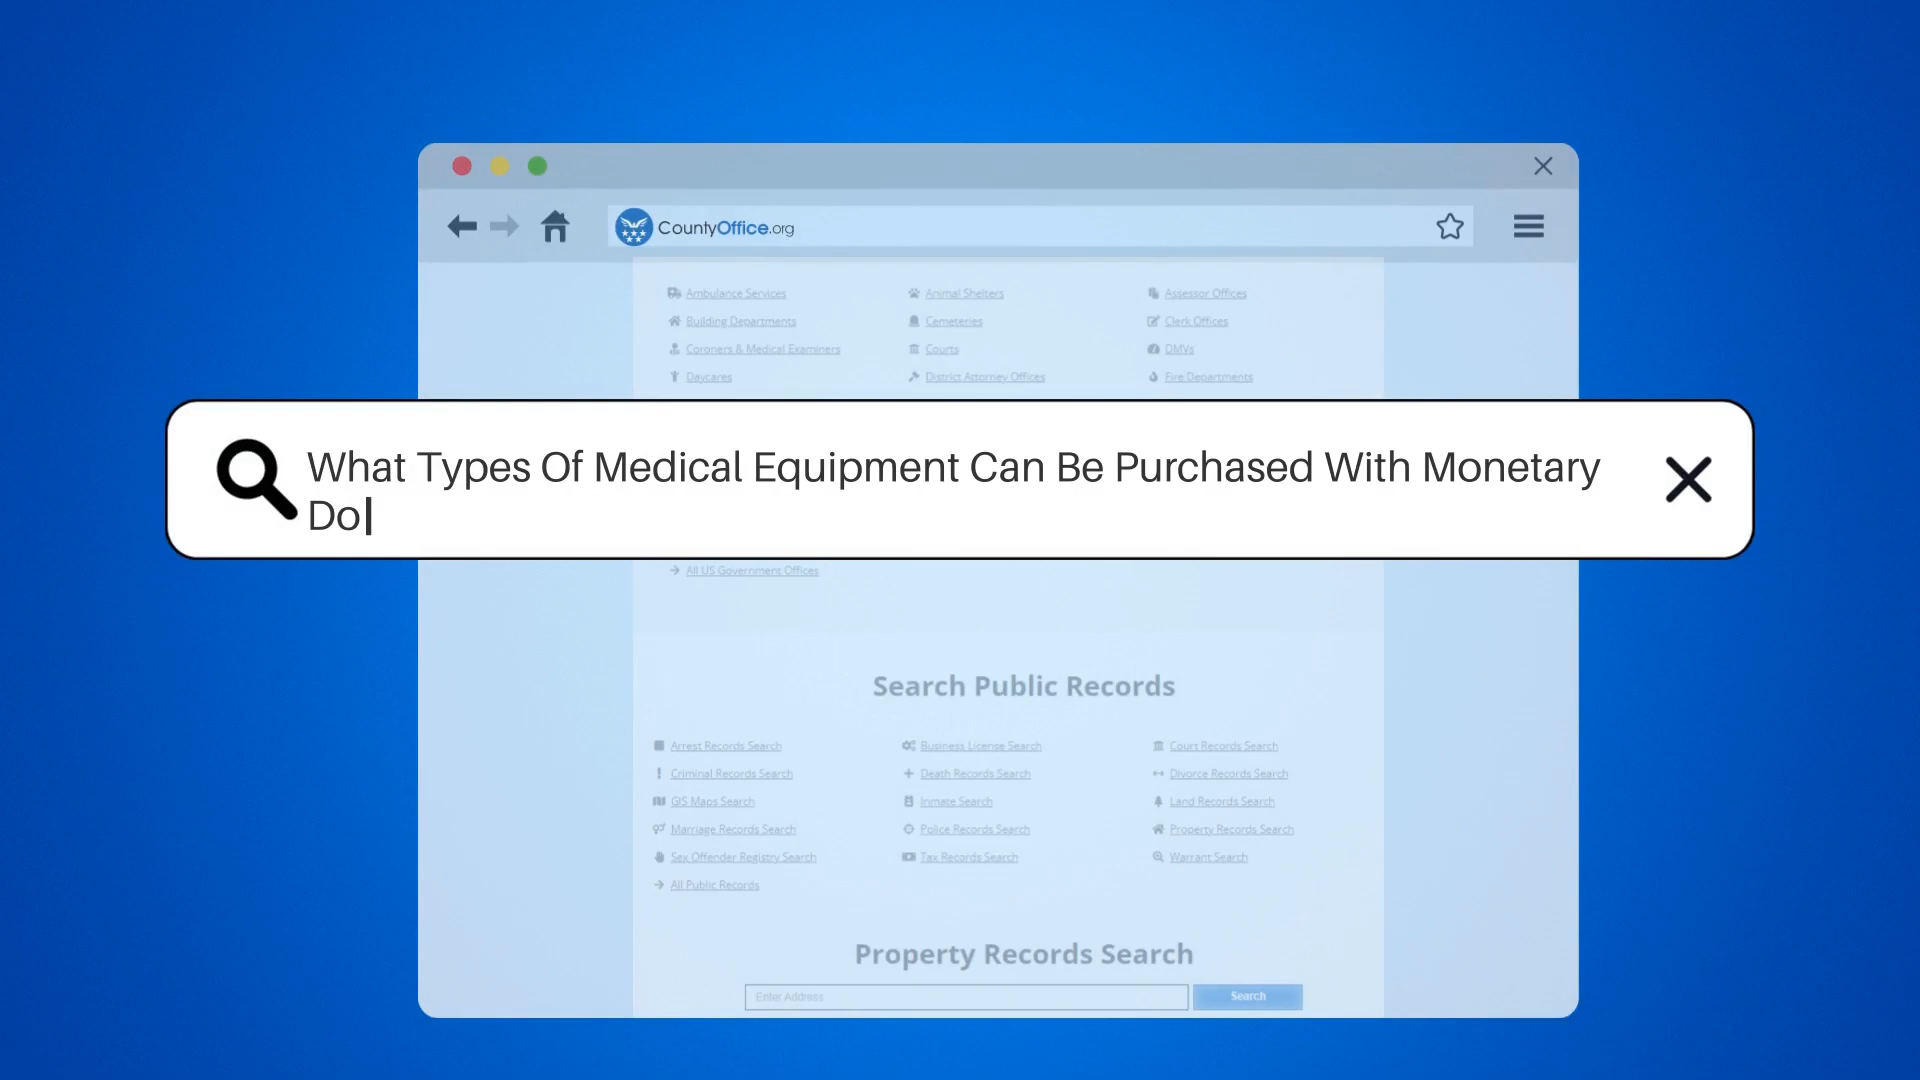 CountyOffice.org
Ambulance Services Animal Shelters Assessor Offices
Building Departments Cemeteries Clerk Offices
Coroners & Medical Examiners Courts DMVs
Daycares District Attorney Offices Fire Departments
What Types Of Medical Equipment Can Be Purchased With Monetary
Do
All US Government Offices
Search Public Records
Arrest Records Search Business License Search Court Records Search
Criminal Records Search Death Records Search Divorce Records Search
GIS Maps Search Inmate Search Land Records Search
Marriage Records Search Police Records Search Property Records Search
Sex Offender Registry Search Tax Records Search Warrant Search
All Public Records
Property Records Search
Enter Address Search